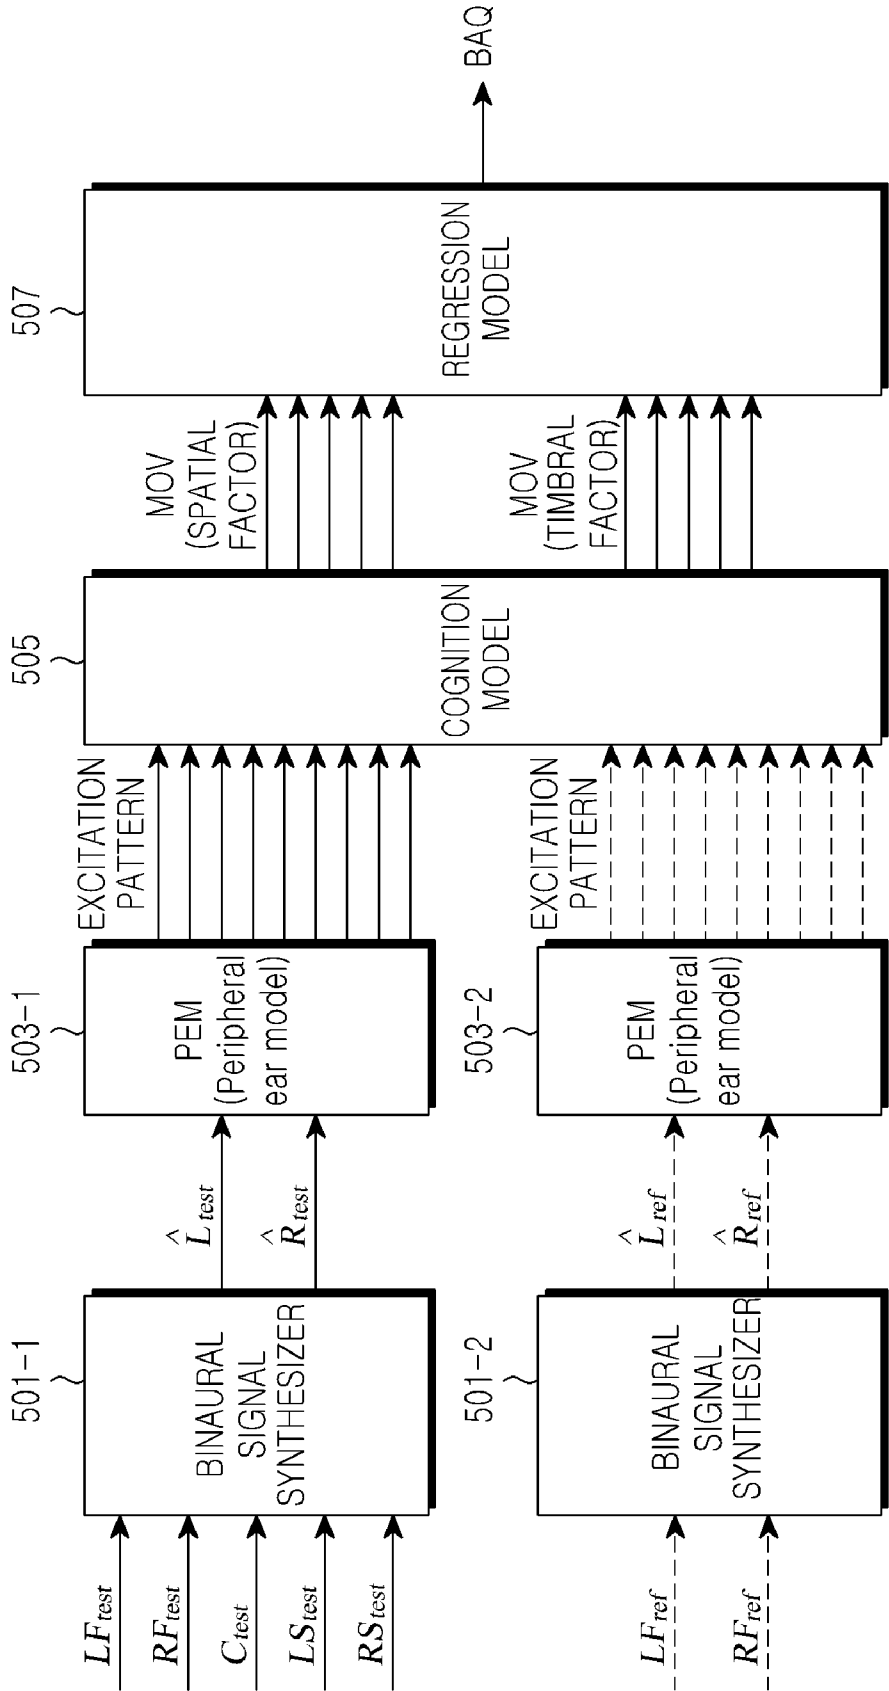 LFtest
RFtest
Ctest
LStest
RStest
501-1
BINAURAL
SIGNAL
SYNTHESIZER
L̂test
R̂test
503-1
PEM
(Peripheral
ear model)
EXCITATION
PATTERN
LFref
RFref
501-2
BINAURAL
SIGNAL
SYNTHESIZER
L̂ref
R̂ref
503-2
PEM
(Peripheral
ear model)
EXCITATION
PATTERN
505
COGNITION
MODEL
MOV
(SPATIAL
FACTOR)
MOV
(TIMBRAL
FACTOR)
507
REGRESSION
MODEL
BAQ